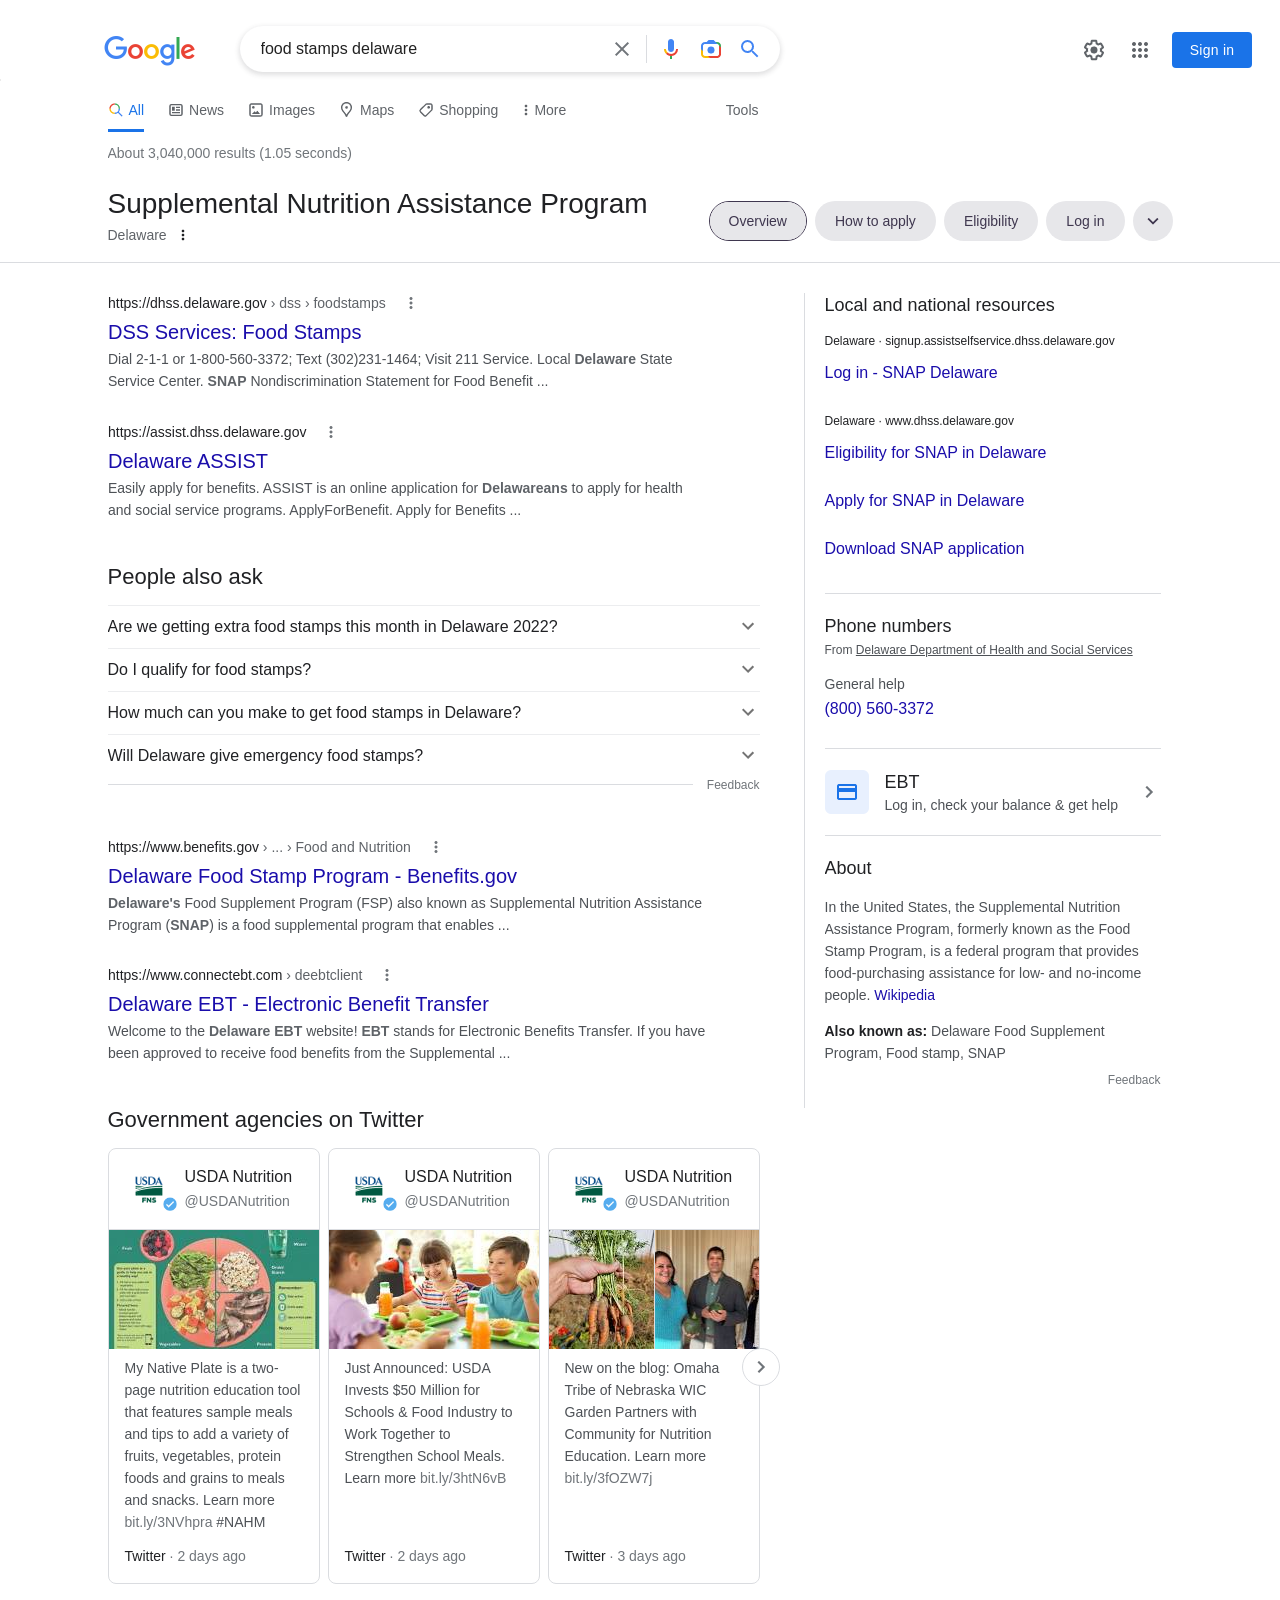 Google
food stamps delaware
Sign in
All
News
Images
Maps
Shopping
More
Tools
About 3,040,000 results (1.05 seconds)
Supplemental Nutrition Assistance Program
Delaware
Overview
How to apply
Eligibility
Log in
https://dhss.delaware.gov › dss › foodstamps
DSS Services: Food Stamps
Dial 2-1-1 or 1-800-560-3372; Text (302)231-1464; Visit 211 Service. Local Delaware State
Service Center. SNAP Nondiscrimination Statement for Food Benefit ...
https://assist.dhss.delaware.gov
Delaware ASSIST
Easily apply for benefits. ASSIST is an online application for Delawareans to apply for health
and social service programs. ApplyForBenefit. Apply for Benefits ...
People also ask
Are we getting extra food stamps this month in Delaware 2022?
Do I qualify for food stamps?
How much can you make to get food stamps in Delaware?
Will Delaware give emergency food stamps?
Feedback
https://www.benefits.gov › ... › Food and Nutrition
Delaware Food Stamp Program - Benefits.gov
Delaware's Food Supplement Program (FSP) also known as Supplemental Nutrition Assistance
Program (SNAP) is a food supplemental program that enables ...
https://www.connectebt.com › deebtclient
Delaware EBT - Electronic Benefit Transfer
Welcome to the Delaware EBT website! EBT stands for Electronic Benefits Transfer. If you have
been approved to receive food benefits from the Supplemental ...
Government agencies on Twitter
USDA
FNS
USDA Nutrition
@USDANutrition
Fruit
Water
Grain/
Starch
Remember:
Notes:
Vegetables
Protein
My Native Plate is a two-
page nutrition education tool
that features sample meals
and tips to add a variety of
fruits, vegetables, protein
foods and grains to meals
and snacks. Learn more
bit.ly/3NVhpra #NAHM
Twitter · 2 days ago
USDA
FNS
USDA Nutrition
@USDANutrition
Just Announced: USDA
Invests $50 Million for
Schools & Food Industry to
Work Together to
Strengthen School Meals.
Learn more bit.ly/3htN6vB
Twitter · 2 days ago
USDA
FNS
USDA Nutrition
@USDANutrition
New on the blog: Omaha
Tribe of Nebraska WIC
Garden Partners with
Community for Nutrition
Education. Learn more
bit.ly/3fOZW7j
Twitter · 3 days ago
Local and national resources
Delaware · signup.assistselfservice.dhss.delaware.gov
Log in - SNAP Delaware
Delaware · www.dhss.delaware.gov
Eligibility for SNAP in Delaware
Apply for SNAP in Delaware
Download SNAP application
Phone numbers
From Delaware Department of Health and Social Services
General help
(800) 560-3372
EBT
Log in, check your balance & get help
About
In the United States, the Supplemental Nutrition
Assistance Program, formerly known as the Food
Stamp Program, is a federal program that provides
food-purchasing assistance for low- and no-income
people. Wikipedia
Also known as: Delaware Food Supplement
Program, Food stamp, SNAP
Feedback